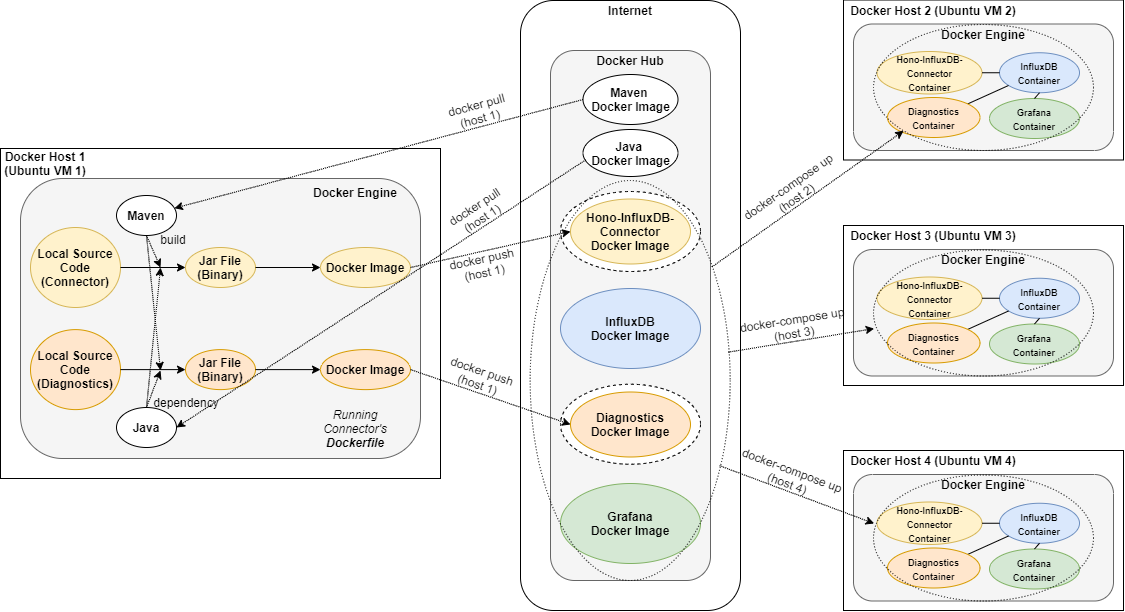 Docker Host 1
(Ubuntu VM 1)
Docker Engine
Maven
build
Local Source
Code
(Connector)
Jar File
(Binary)
Docker Image
Local Source
Code
(Diagnostics)
Jar File
(Binary)
Docker Image
dependency
Java
Running
Connector's
Dockerfile
docker pull
(host 1)
docker pull
(host 1)
docker push
(host 1)
docker push
(host 1)
Internet
Docker Hub
Maven
Docker Image
Java
Docker Image
Hono-InfluxDB-
Connector
Docker Image
InfluxDB
Docker Image
Diagnostics
Docker Image
Grafana
Docker Image
docker-compose up
(host 2)
docker-compose up
(host 3)
docker-compose up
(host 4)
Docker Host 2 (Ubuntu VM 2)
Docker Engine
Hono-InfluxDB-
Connector
Container
InfluxDB
Container
Diagnostics
Container
Grafana
Container
Docker Host 3 (Ubuntu VM 3)
Docker Engine
Hono-InfluxDB-
Connector
Container
InfluxDB
Container
Diagnostics
Container
Grafana
Container
Docker Host 4 (Ubuntu VM 4)
Docker Engine
Hono-InfluxDB-
Connector
Container
InfluxDB
Container
Diagnostics
Container
Grafana
Container